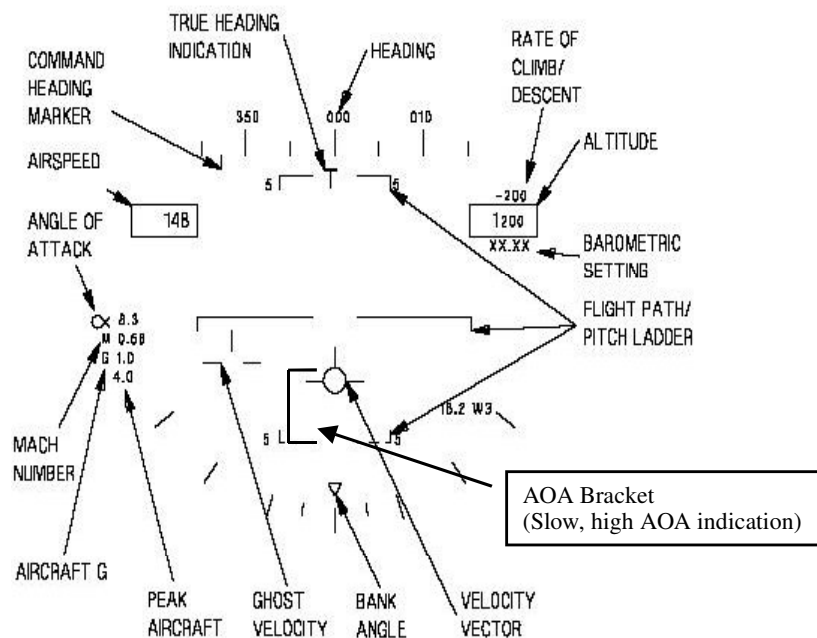 TRUE HEADING
INDICATION
HEADING
RATE OF
CLIMB/
DESCENT
COMMAND
HEADING
MARKER
350 000 010
ALTITUDE
AIRSPEED
5 5
-200
148
1200
XX.XX
BAROMETRIC
SETTING
ANGLE OF
ATTACK
FLIGHT PATH/
PITCH LADDER
8.3
M 0.68
G 1.0
4.0
16.2 W3
5 5
MACH
NUMBER
AOA Bracket
(Slow, high AOA indication)
AIRCRAFT G
PEAK
AIRCRAFT
GHOST
VELOCITY
BANK
ANGLE
VELOCITY
VECTOR